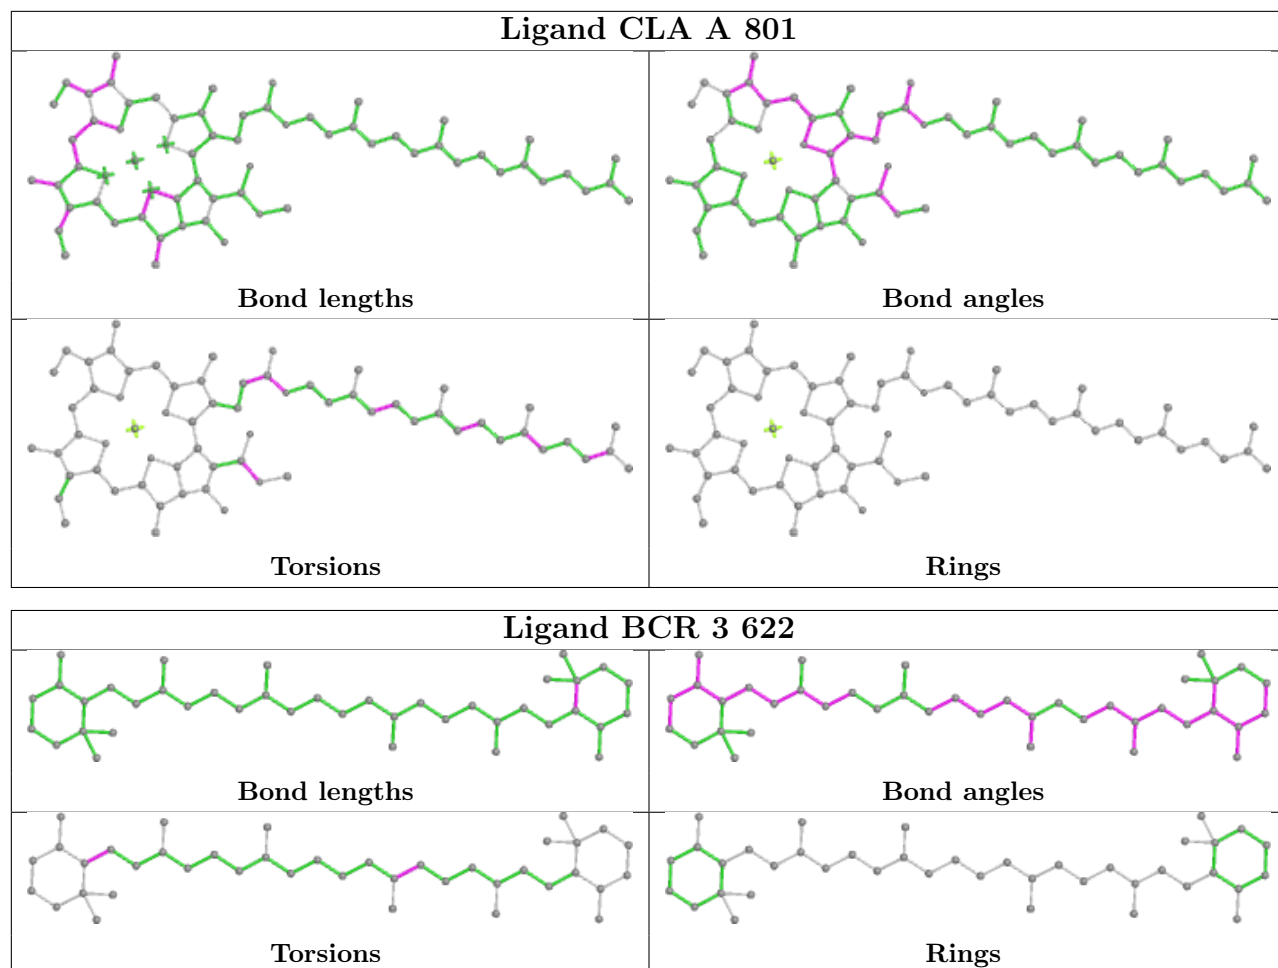 Ligand CLA A 801
Bond lengths
Bond angles
Torsions
Rings
Ligand BCR 3 622
Bond lengths
Bond angles
Torsions
Rings